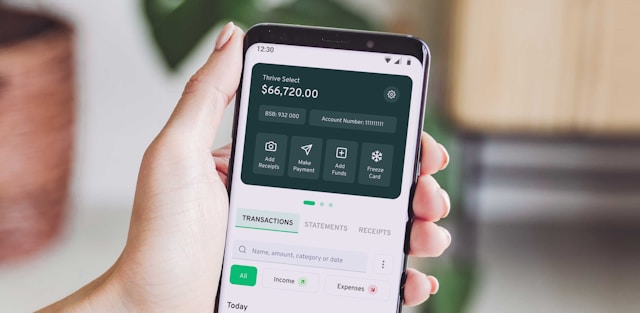 12:30
Thrive Select
$66,720.00
BSB: 932 000 Account Number: 11111111
Add Receipts
Make Payment
Add Funds
Freeze Card
TRANSACTIONS STATEMENTS RECEIPTS
Name, amount, category or date
All Income Expenses
Today